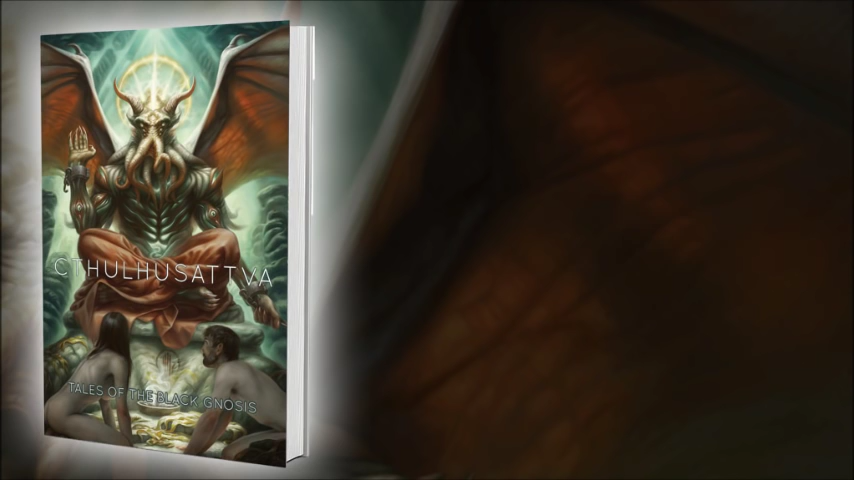 CTHULHUSATTVA
TALES OF THE BLACK GNOSIS